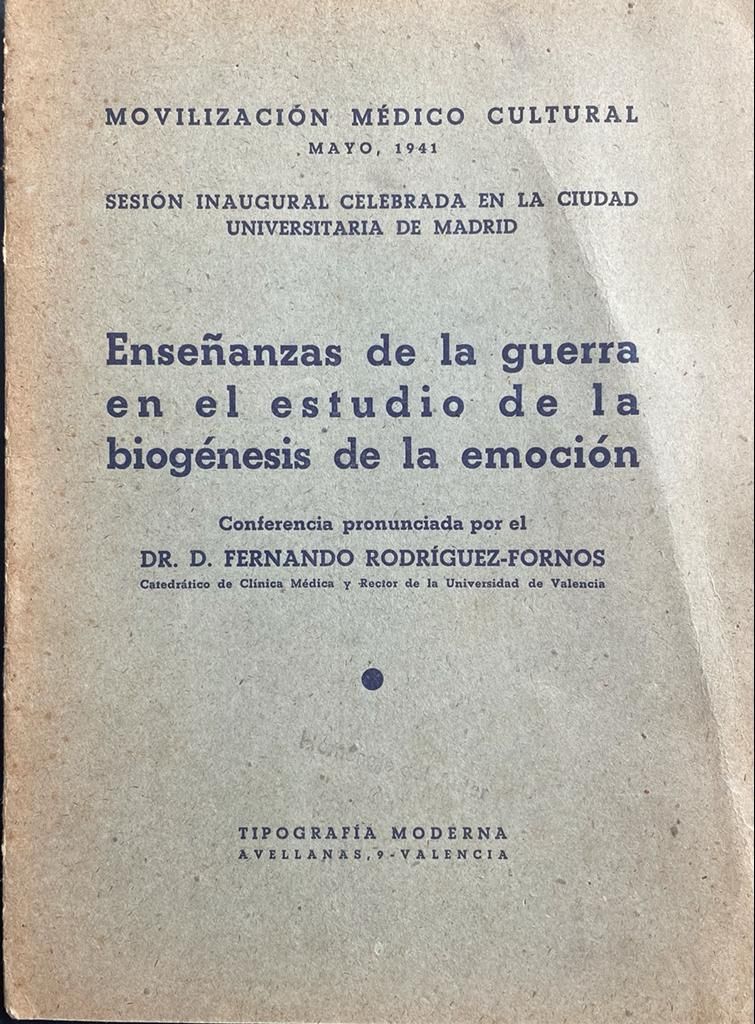 MOVILIZACIÓN MÉDICO CULTURAL
MAYO, 1941
SESIÓN INAUGURAL CELEBRADA EN LA CIUDAD
UNIVERSITARIA DE MADRID
Enseñanzas de la guerra
en el estudio de la
biogénesis de la emoción
Conferencia pronunciada por el
DR. D. FERNANDO RODRÍGUEZ-FORNOS
Catedrático de Clínica Médica y Rector de la Universidad de Valencia
TIPOGRAFÍA MODERNA
AVELLANAS, 9 - VALENCIA